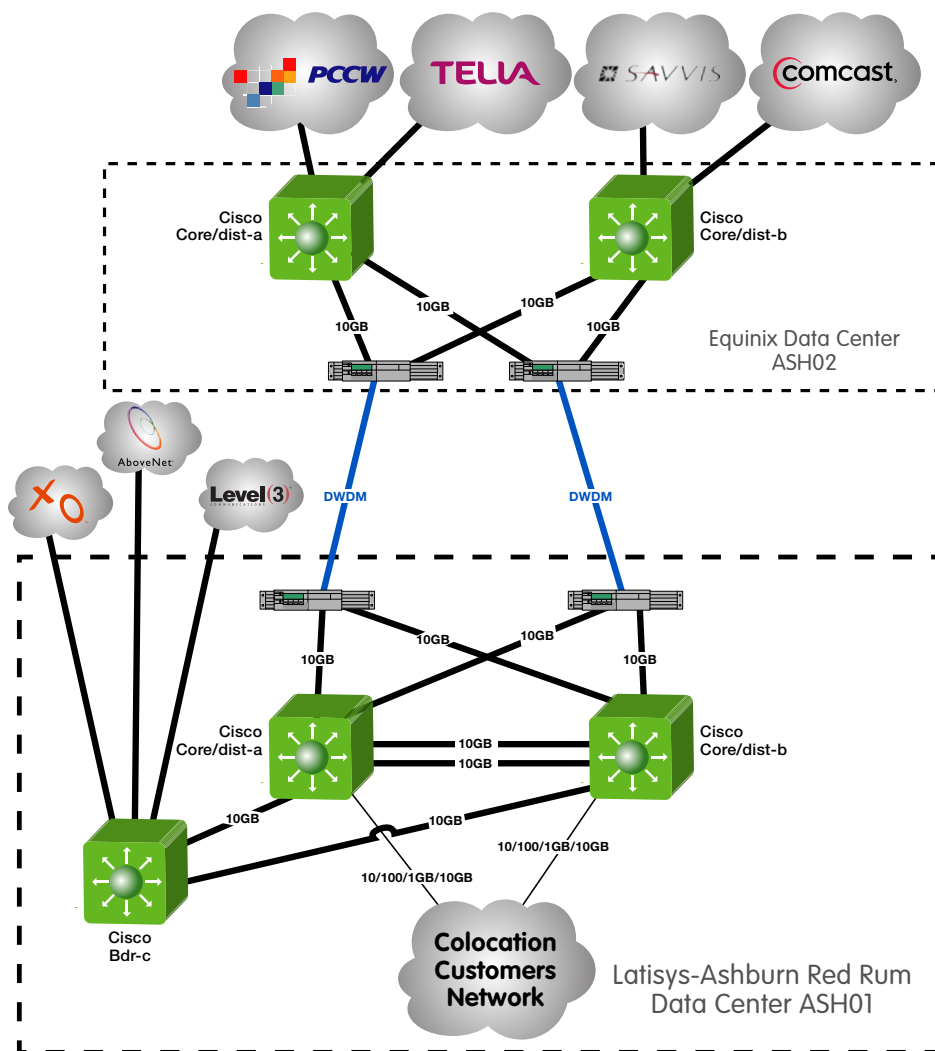 PCCW
TELIA
SAVVIS
comcast.
Cisco
Core/dist-a
Cisco
Core/dist-b
10GB
10GB
10GB
10GB
Equinix Data Center
ASH02
AboveNet
XO
Level(3)
COMMUNICATIONS
DWDM
DWDM
10GB
10GB
10GB
10GB
Cisco
Core/dist-a
Cisco
Core/dist-b
10GB
10GB
10GB
10GB
10/100/1GB/10GB
10/100/1GB/10GB
Cisco
Bdr-c
Colocation
Customers
Network
Latisys-Ashburn Red Rum
Data Center ASH01